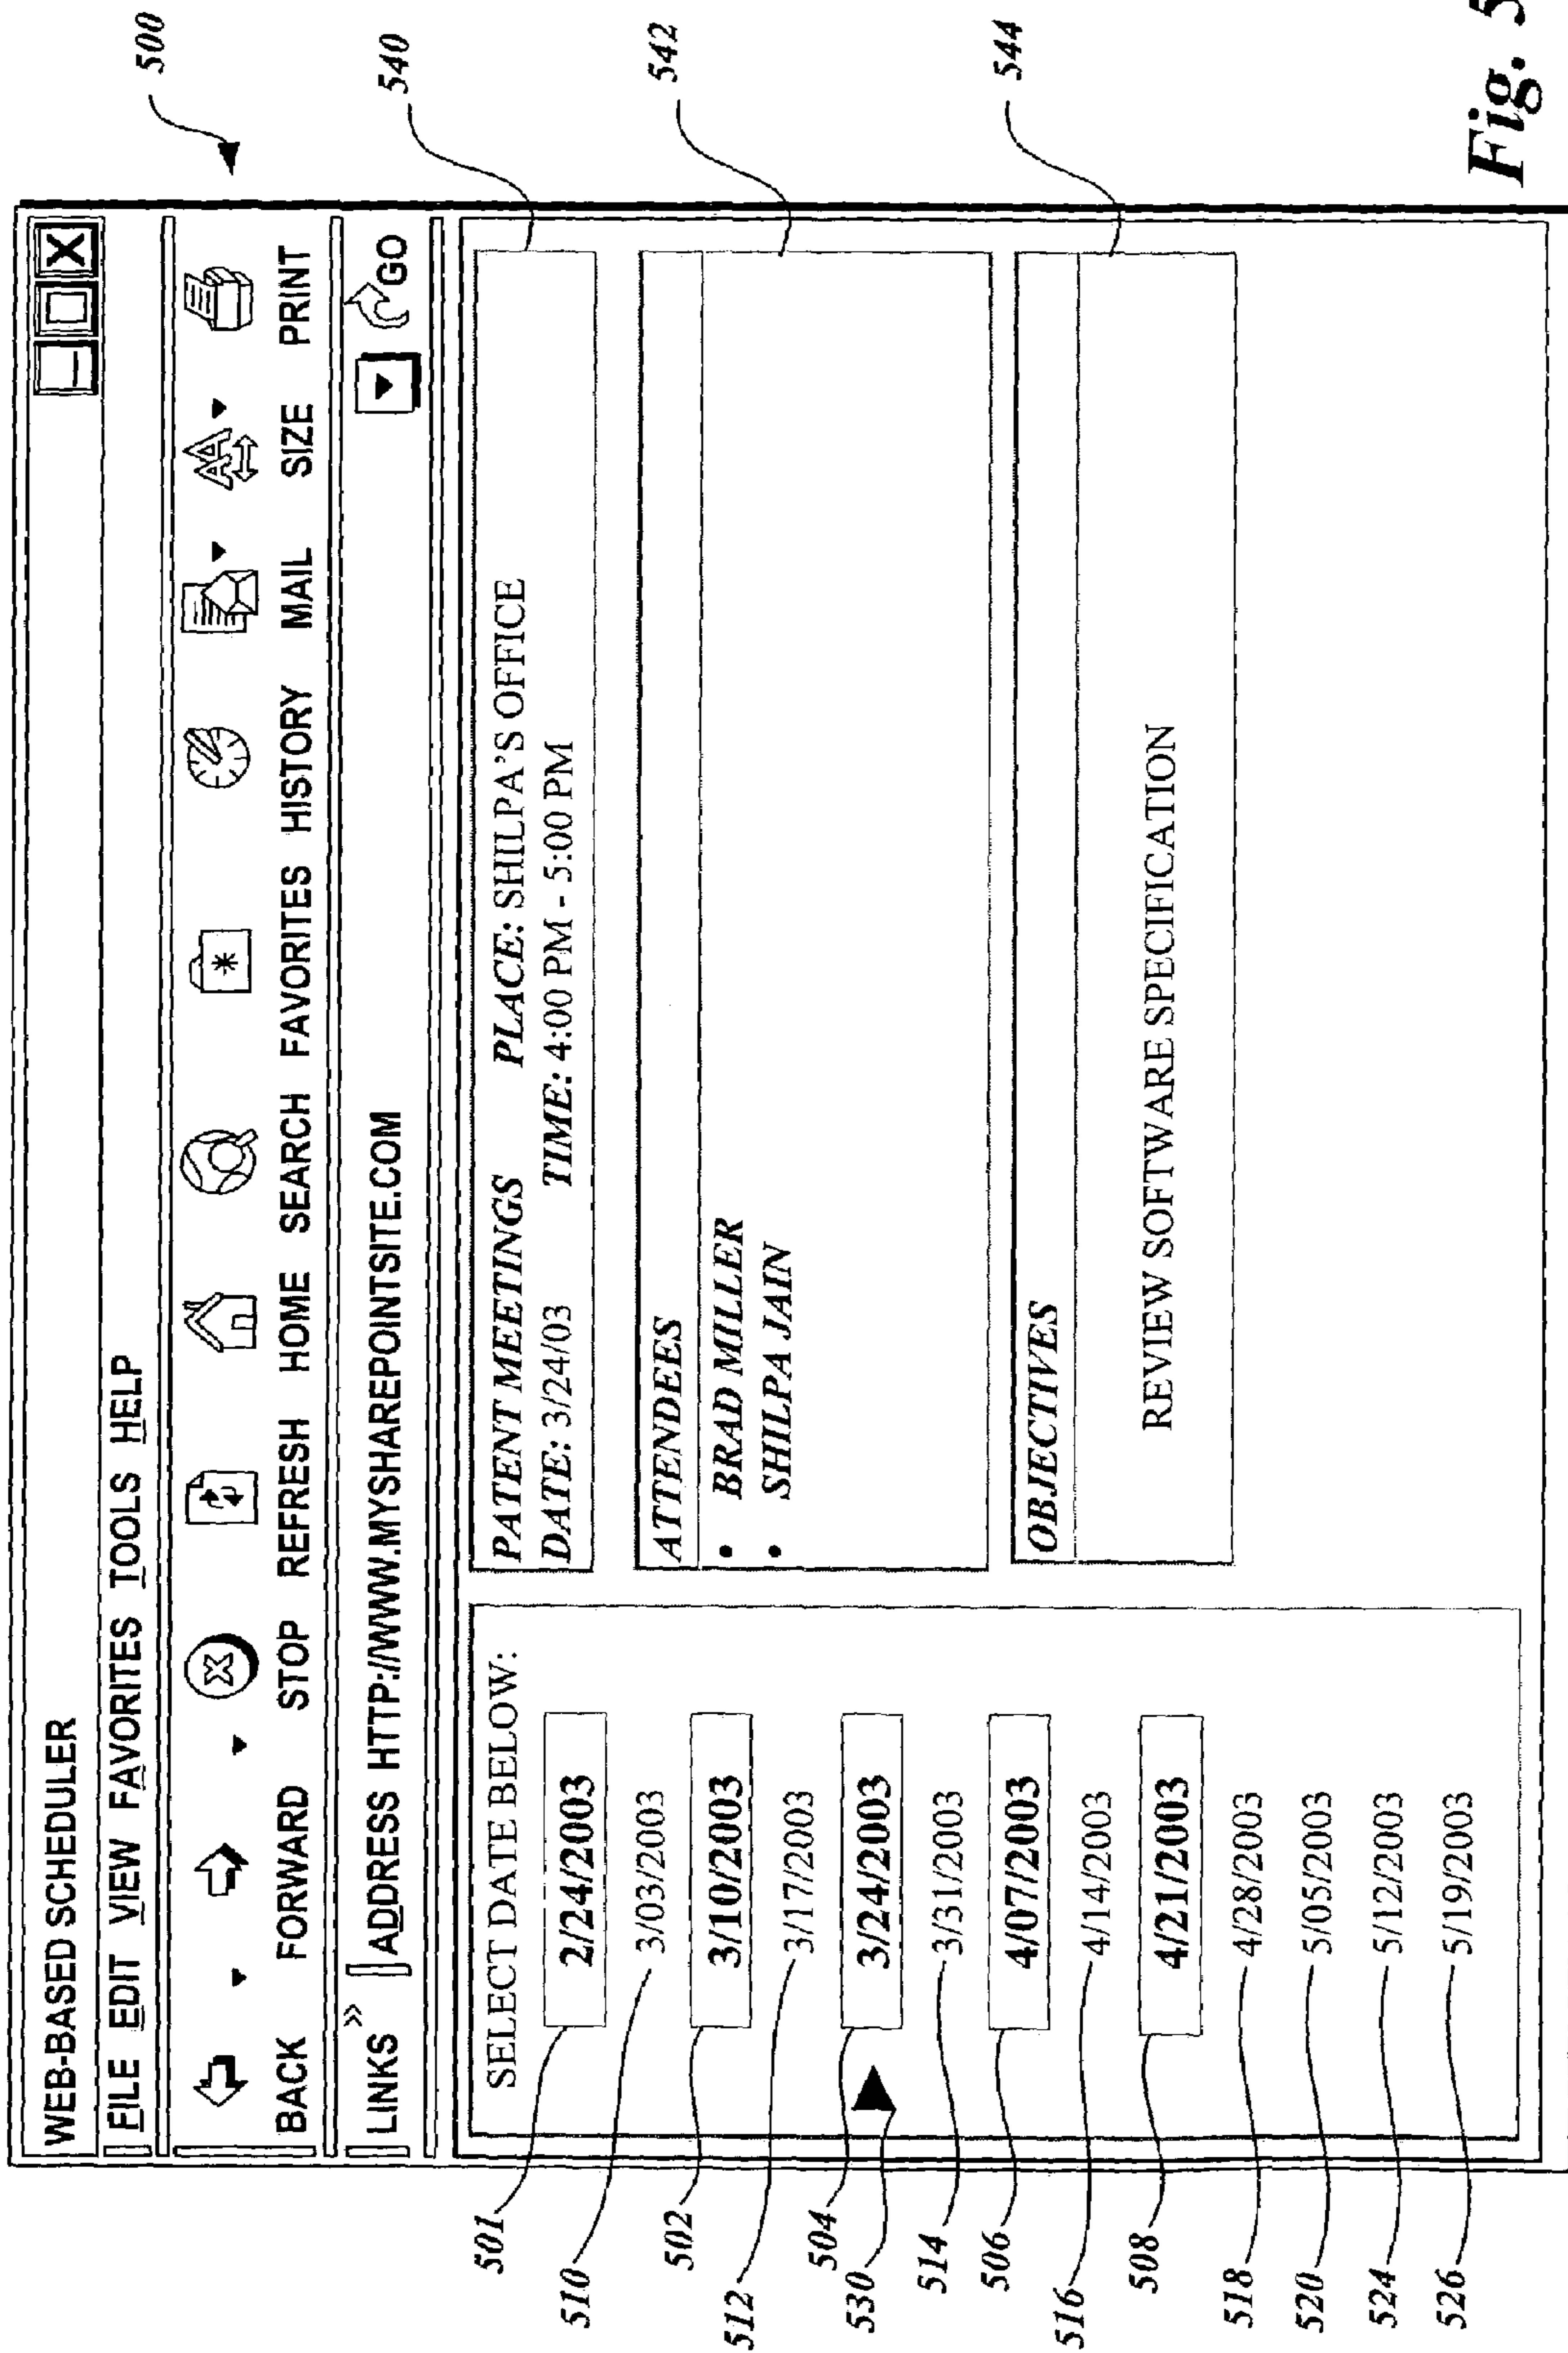 500
WEB-BASED SCHEDULER
X
FILE EDIT VIEW FAVORITES TOOLS HELP
BACK FORWARD STOP REFRESH HOME SEARCH FAVORITES HISTORY MAIL SIZE PRINT
LINKS » ADDRESS HTTP://WWW.MYSHAREPOINTSITE.COM GO
SELECT DATE BELOW:
501 2/24/2003
510 3/03/2003
502 3/10/2003
512 3/17/2003
504 3/24/2003
530
514 3/31/2003
506 4/07/2003
516 4/14/2003
508 4/21/2003
518 4/28/2003
520 5/05/2003
524 5/12/2003
526 5/19/2003
PATENT MEETINGS PLACE: SHILPA'S OFFICE
DATE: 3/24/03 TIME: 4:00 PM - 5:00 PM
540
ATTENDEES
• BRAD MILLER
• SHILPA JAIN
542
OBJECTIVES
REVIEW SOFTWARE SPECIFICATION
544
Fig. 5